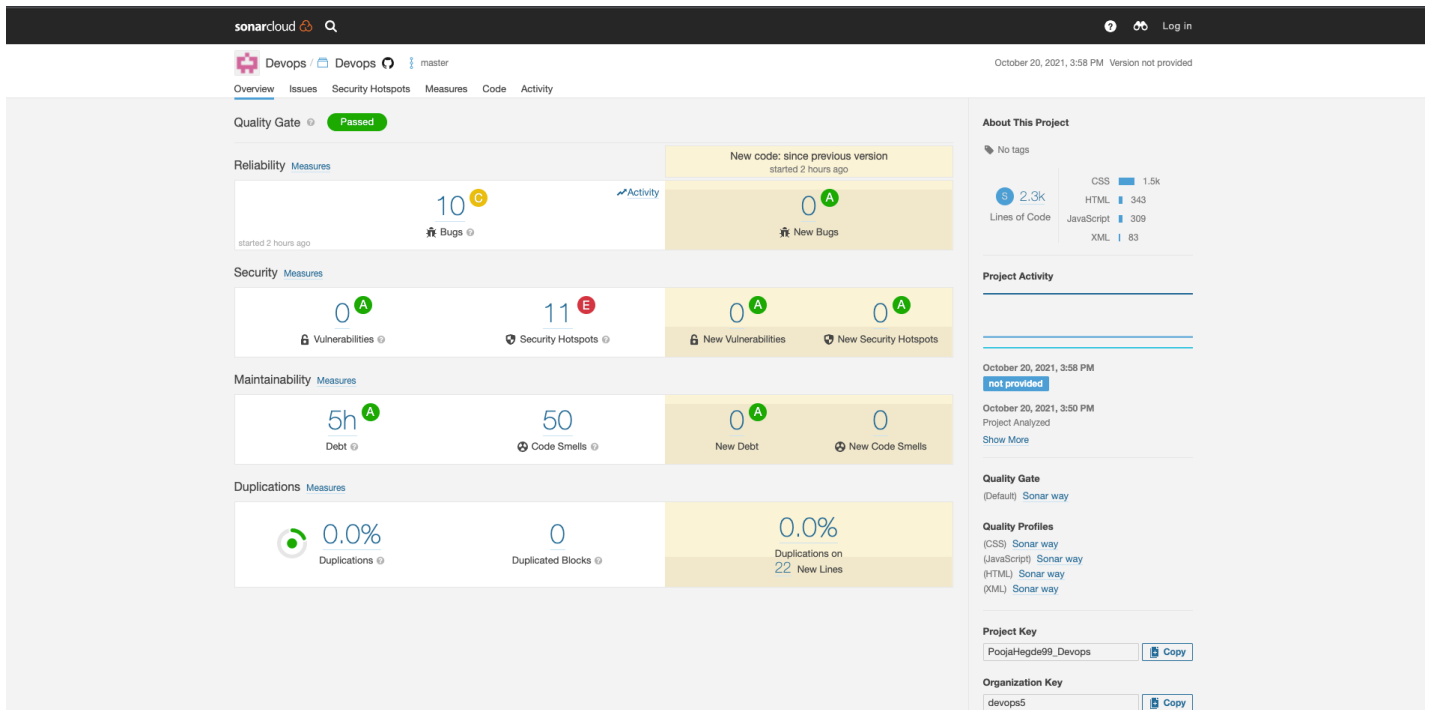 sonarcloud
? Log in
Devops / Devops master
October 20, 2021, 3:58 PM Version not provided
Overview Issues Security Hotspots Measures Code Activity
Quality Gate ? Passed
Reliability Measures
New code: since previous version
started 2 hours ago
Activity
10 C
Bugs ?
started 2 hours ago
0 A
New Bugs
Security Measures
0 A
Vulnerabilities ?
11 E
Security Hotspots ?
0 A
New Vulnerabilities
0 A
New Security Hotspots
Maintainability Measures
5h A
Debt ?
50
Code Smells ?
0 A
New Debt
0
New Code Smells
Duplications Measures
0.0%
Duplications ?
0
Duplicated Blocks ?
0.0%
Duplications on
22 New Lines
About This Project
No tags
S 2.3k
Lines of Code
CSS 1.5k
HTML 343
JavaScript 309
XML 83
Project Activity
October 20, 2021, 3:58 PM
not provided
October 20, 2021, 3:50 PM
Project Analyzed
Show More
Quality Gate
(Default) Sonar way
Quality Profiles
(CSS) Sonar way
(JavaScript) Sonar way
(HTML) Sonar way
(XML) Sonar way
Project Key
PoojaHegde99_Devops Copy
Organization Key
devops5 Copy